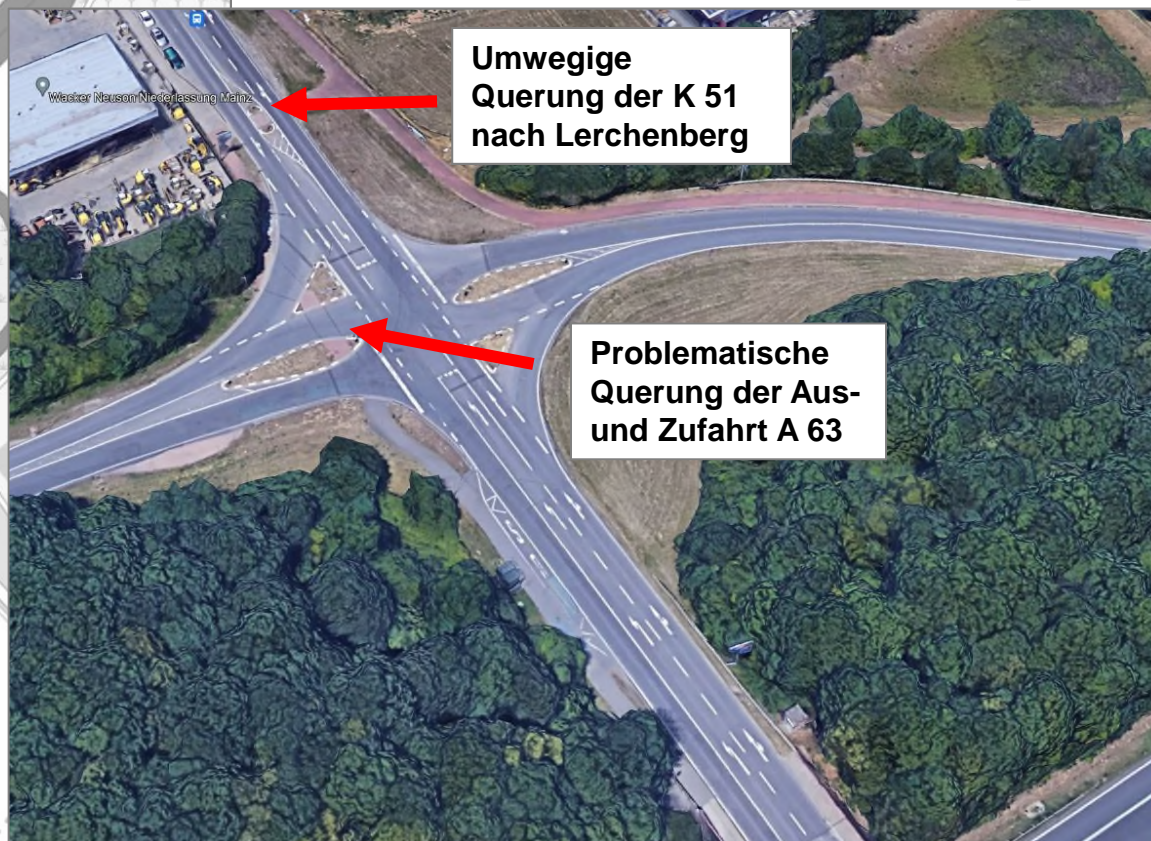 Umwegige
Querung der K 51
nach Lerchenberg
Wacker Neuson Niederlassung Mainz
Problematische
Querung der Aus-
und Zufahrt A 63